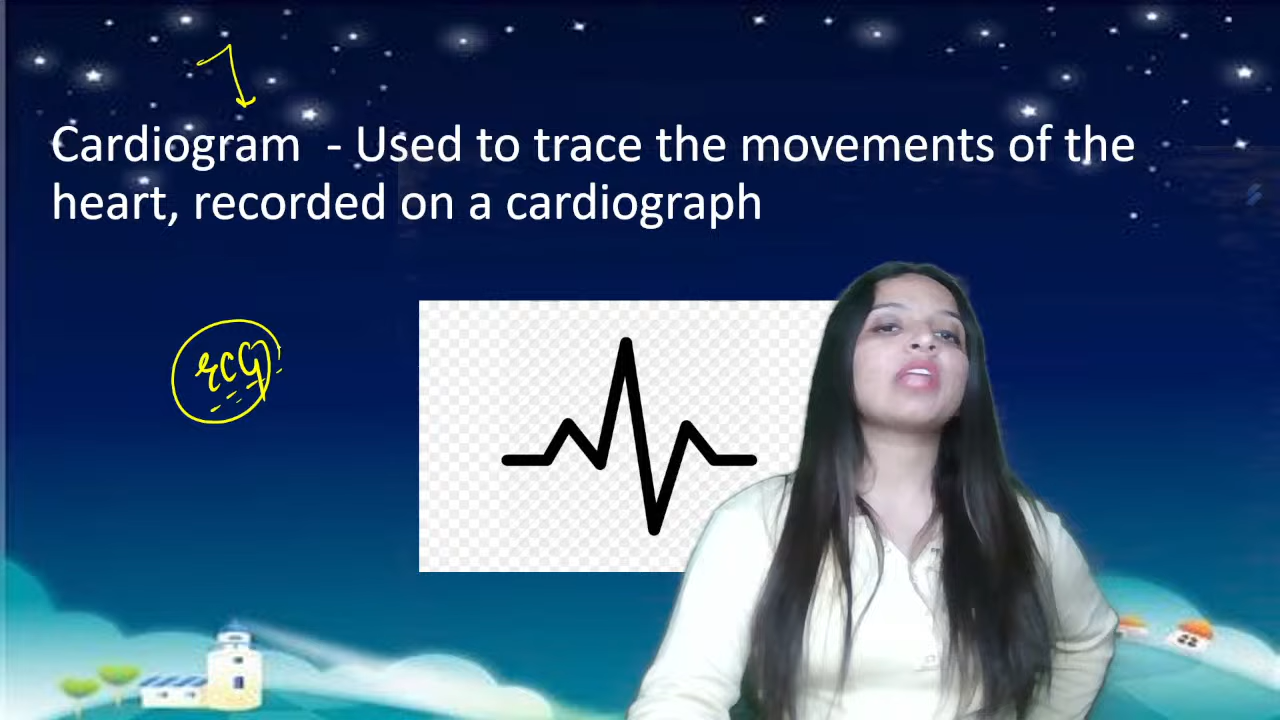 Cardiogram - Used to trace the movements of the
heart, recorded on a cardiograph
ECG